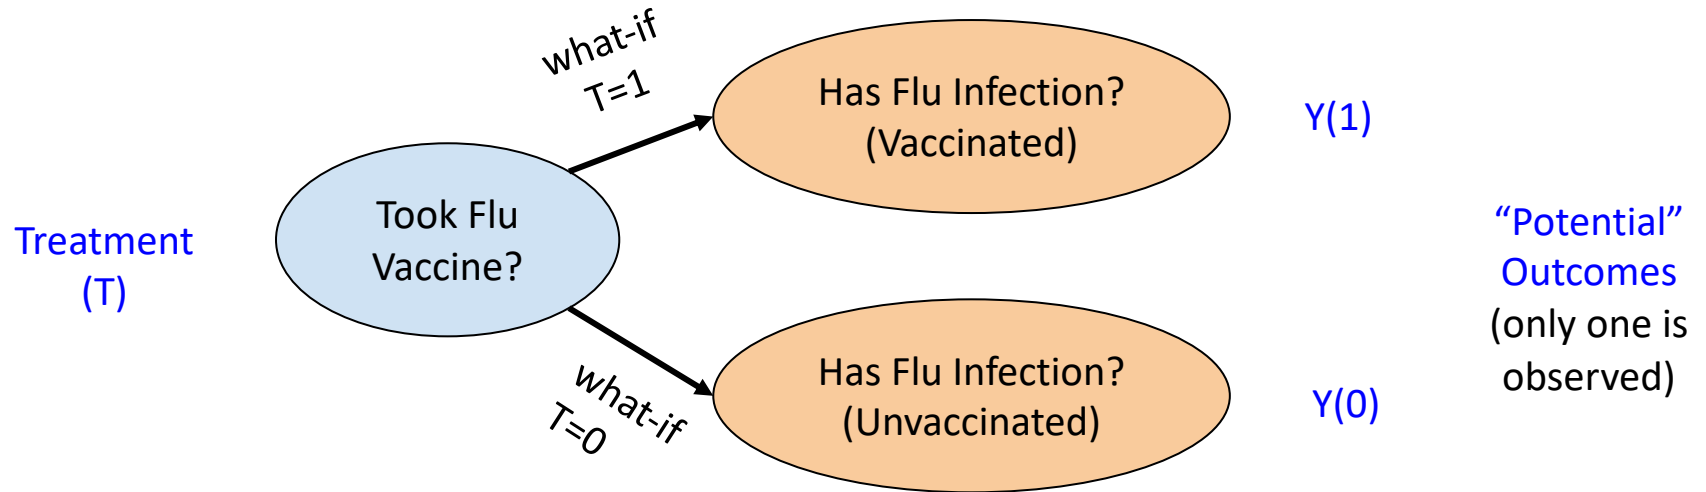 what-if
T=1
Has Flu Infection?
(Vaccinated)
Y(1)
Treatment
(T)
Took Flu
Vaccine?
“Potential”
Outcomes
(only one is
observed)
what-if
T=0
Has Flu Infection?
(Unvaccinated)
Y(0)